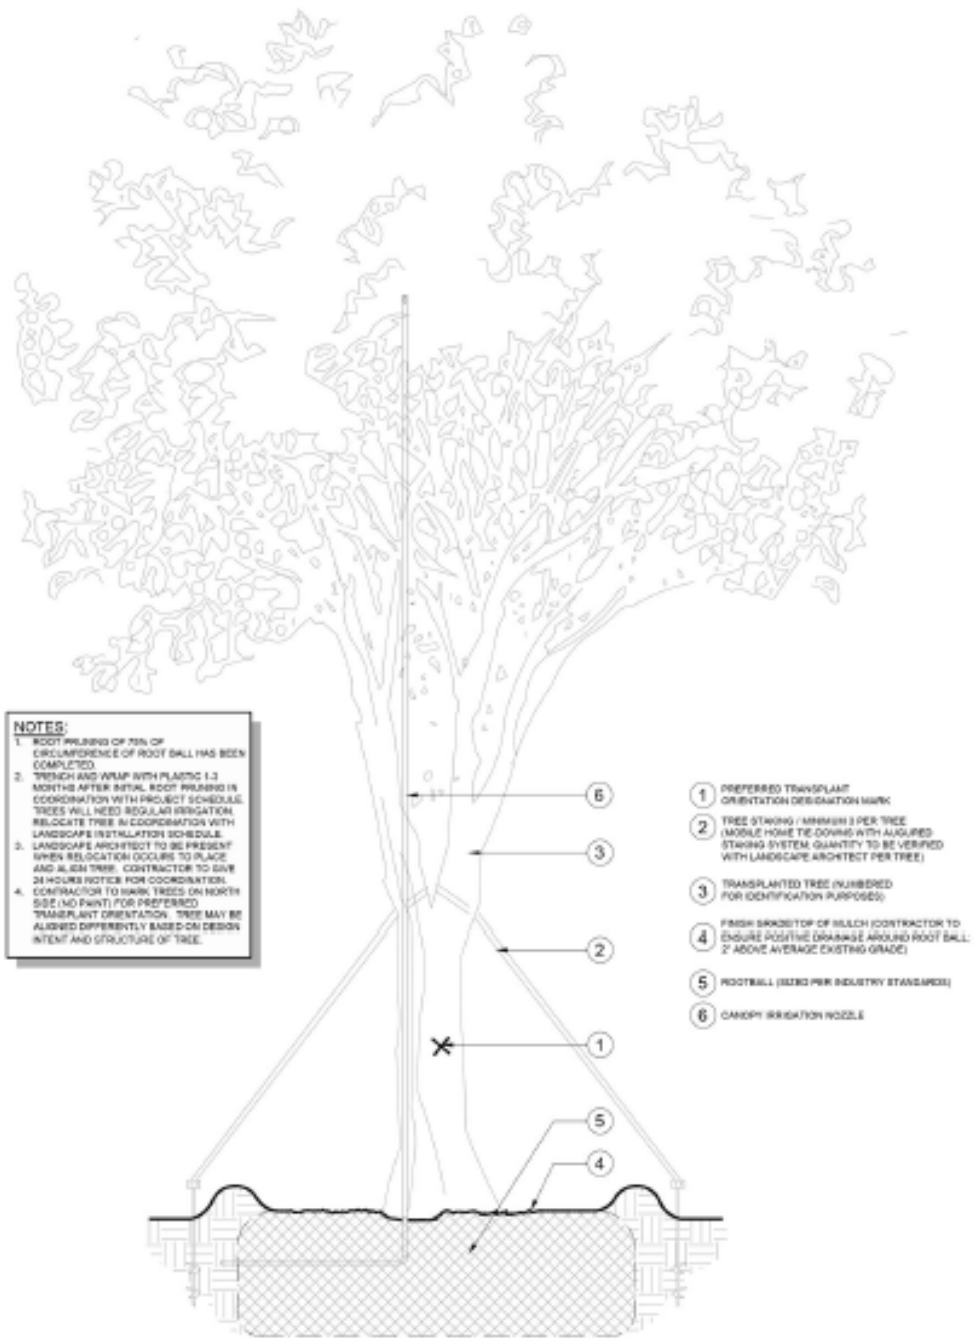 NOTES:
1. ROOT PRUNING OF 75% OF
CIRCUMFERENCE OF ROOT BALL HAS BEEN
COMPLETED.
2. TRENCH AND WRAP WITH PLASTIC 1-3
MONTHS AFTER INITIAL ROOT PRUNING IN
COORDINATION WITH PROJECT SCHEDULE.
TREES WILL NEED REGULAR IRRIGATION.
RELOCATE TREE IN COORDINATION WITH
LANDSCAPE INSTALLATION SCHEDULE.
3. LANDSCAPE ARCHITECT TO BE PRESENT
WHEN RELOCATION OCCURS TO PLACE
AND ALIGN TREE. CONTRACTOR TO GIVE
24 HOURS NOTICE FOR COORDINATION.
4. CONTRACTOR TO MARK TREES ON NORTH
SIDE (NO PAINT) FOR PREFERRED
TRANSPLANT ORIENTATION. TREE MAY BE
ALIGNED DIFFERENTLY BASED ON DESIGN
INTENT AND STRUCTURE OF TREE.
6
3
2
1
5
4
1 PREFERRED TRANSPLANT
ORIENTATION DESIGNATION MARK
2 TREE STAKING / MINIMUM 3 PER TREE
(MOBILE HOME TIE-DOWNS WITH AUGURED
STAKING SYSTEM; QUANTITY TO BE VERIFIED
WITH LANDSCAPE ARCHITECT PER TREE)
3 TRANSPLANTED TREE (NUMBERED
FOR IDENTIFICATION PURPOSES)
4 FINISH GRADE/TOP OF MULCH (CONTRACTOR TO
ENSURE POSITIVE DRAINAGE AROUND ROOT BALL:
2" ABOVE AVERAGE EXISTING GRADE)
5 ROOTBALL (SIZED PER INDUSTRY STANDARDS)
6 CANOPY IRRIGATION NOZZLE